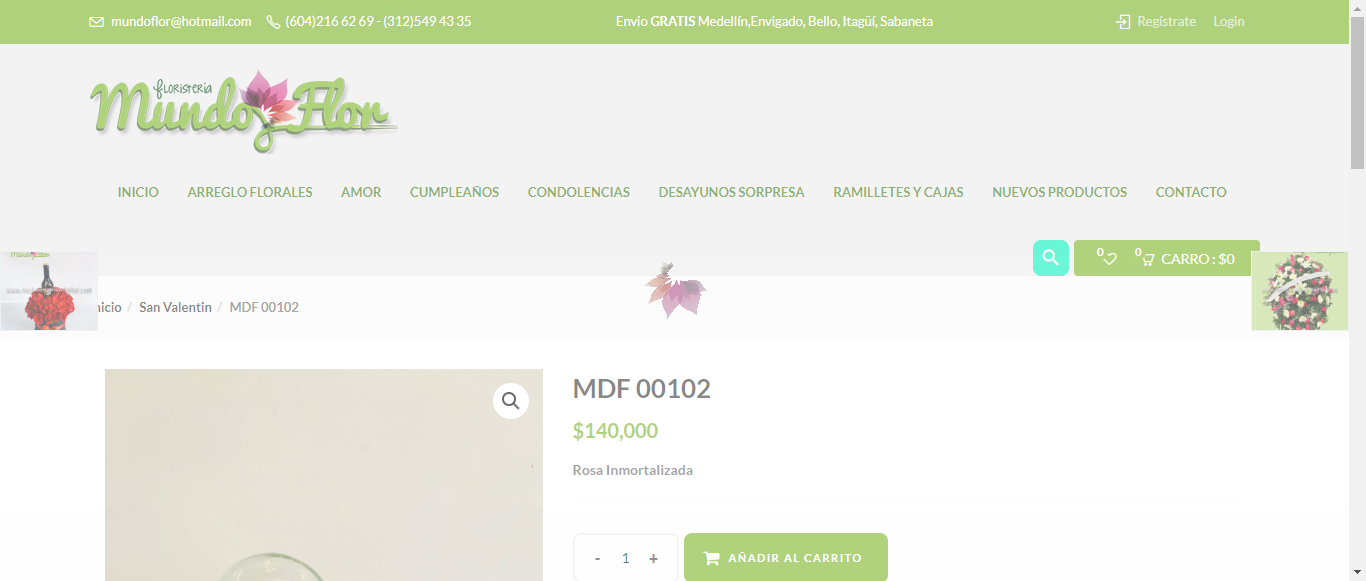 mundoflor@hotmail.com (604)216 62 69 - (312)549 43 35 Envio GRATIS Medellín,Envigado, Bello, Itagüí, Sabaneta Regístrate Login
floristería
Mundo Flor
INICIO ARREGLO FLORALES AMOR CUMPLEAÑOS CONDOLENCIAS DESAYUNOS SORPRESA RAMILLETES Y CAJAS NUEVOS PRODUCTOS CONTACTO
0 0 CARRO : $0
nicio / San Valentin / MDF 00102
MDF 00102
$140,000
Rosa Inmortalizada
- 1 + AÑADIR AL CARRITO